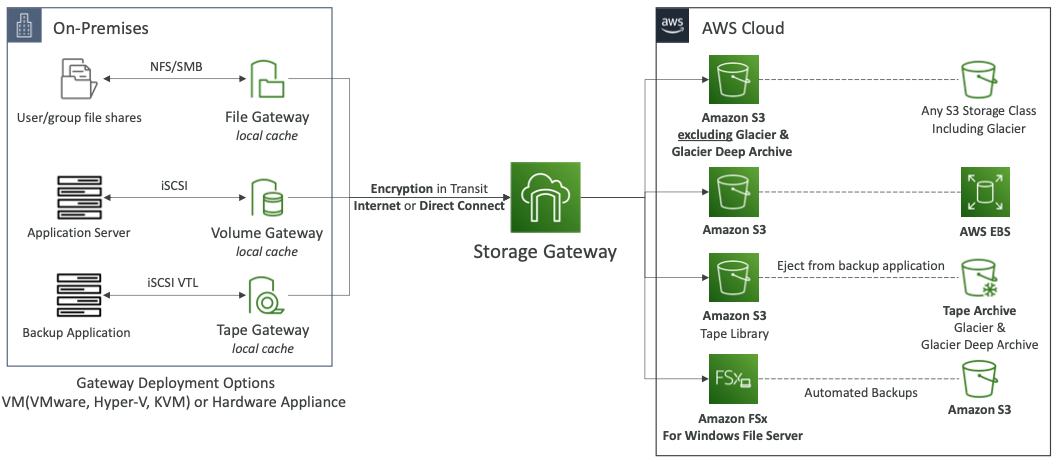 On-Premises
NFS/SMB
User/group file shares
File Gateway
local cache
iSCSI
Application Server
Volume Gateway
local cache
iSCSI VTL
Backup Application
Tape Gateway
local cache
Gateway Deployment Options
VM(VMware, Hyper-V, KVM) or Hardware Appliance
Encryption in Transit
Internet or Direct Connect
Storage Gateway
aws
AWS Cloud
Amazon S3
excluding Glacier &
Glacier Deep Archive
Any S3 Storage Class
Including Glacier
Amazon S3
AWS EBS
Eject from backup application
Amazon S3
Tape Library
Tape Archive
Glacier &
Glacier Deep Archive
FSx
Automated Backups
Amazon FSx
For Windows File Server
Amazon S3